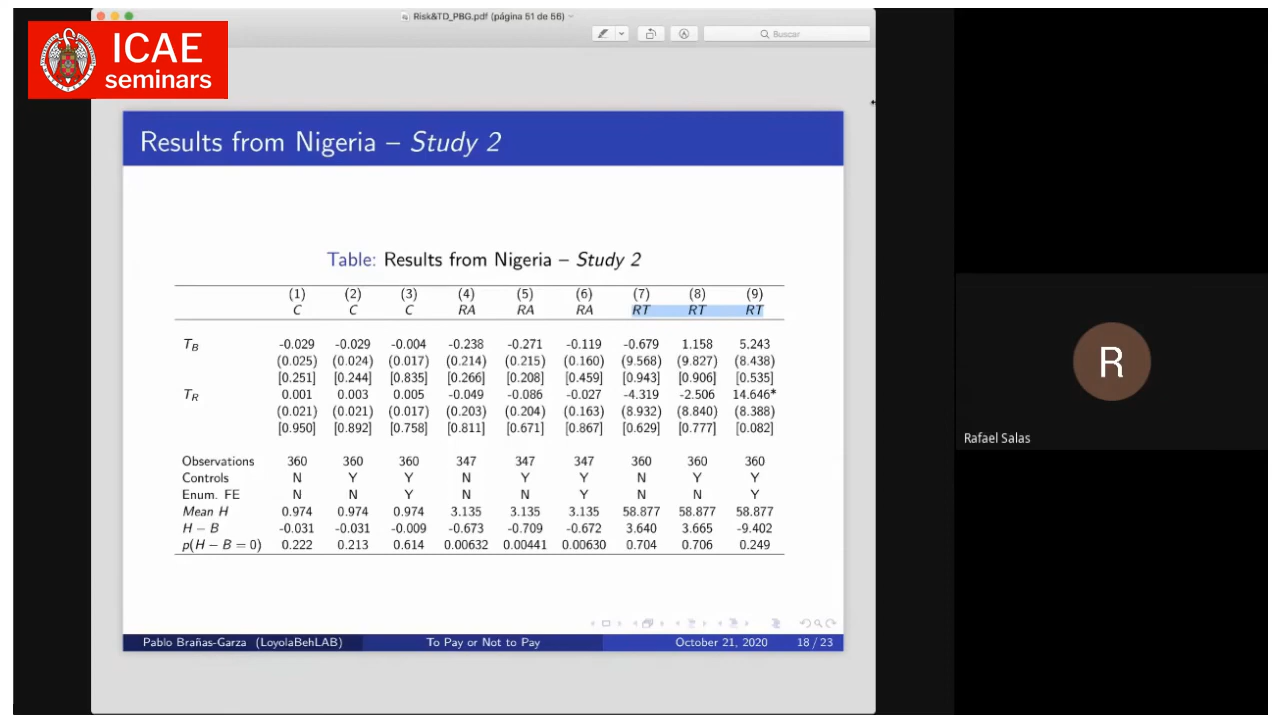 Risk&TD_PBG.pdf (página 51 de 56)
Buscar
ICAE
seminars
Results from Nigeria – Study 2
Table: Results from Nigeria – Study 2
(1) (2) (3) (4) (5) (6) (7) (8) (9)
C C C RA RA RA RT RT RT
T_B -0.029 -0.029 -0.004 -0.238 -0.271 -0.119 -0.679 1.158 5.243
(0.025) (0.024) (0.017) (0.214) (0.215) (0.160) (9.568) (9.827) (8.438)
[0.251] [0.244] [0.835] [0.266] [0.208] [0.459] [0.943] [0.906] [0.535]
T_R 0.001 0.003 0.005 -0.049 -0.086 -0.027 -4.319 -2.506 14.646*
(0.021) (0.021) (0.017) (0.203) (0.204) (0.163) (8.932) (8.840) (8.388)
[0.950] [0.892] [0.758] [0.811] [0.671] [0.867] [0.629] [0.777] [0.082]
Observations 360 360 360 347 347 347 360 360 360
Controls N Y Y N Y Y N Y Y
Enum. FE N N Y N N Y N N Y
Mean H 0.974 0.974 0.974 3.135 3.135 3.135 58.877 58.877 58.877
H – B -0.031 -0.031 -0.009 -0.673 -0.709 -0.672 3.640 3.665 -9.402
p(H – B = 0) 0.222 0.213 0.614 0.00632 0.00441 0.00630 0.704 0.706 0.249
Pablo Brañas-Garza (LoyolaBehLAB) To Pay or Not to Pay October 21, 2020 18 / 23
R
Rafael Salas